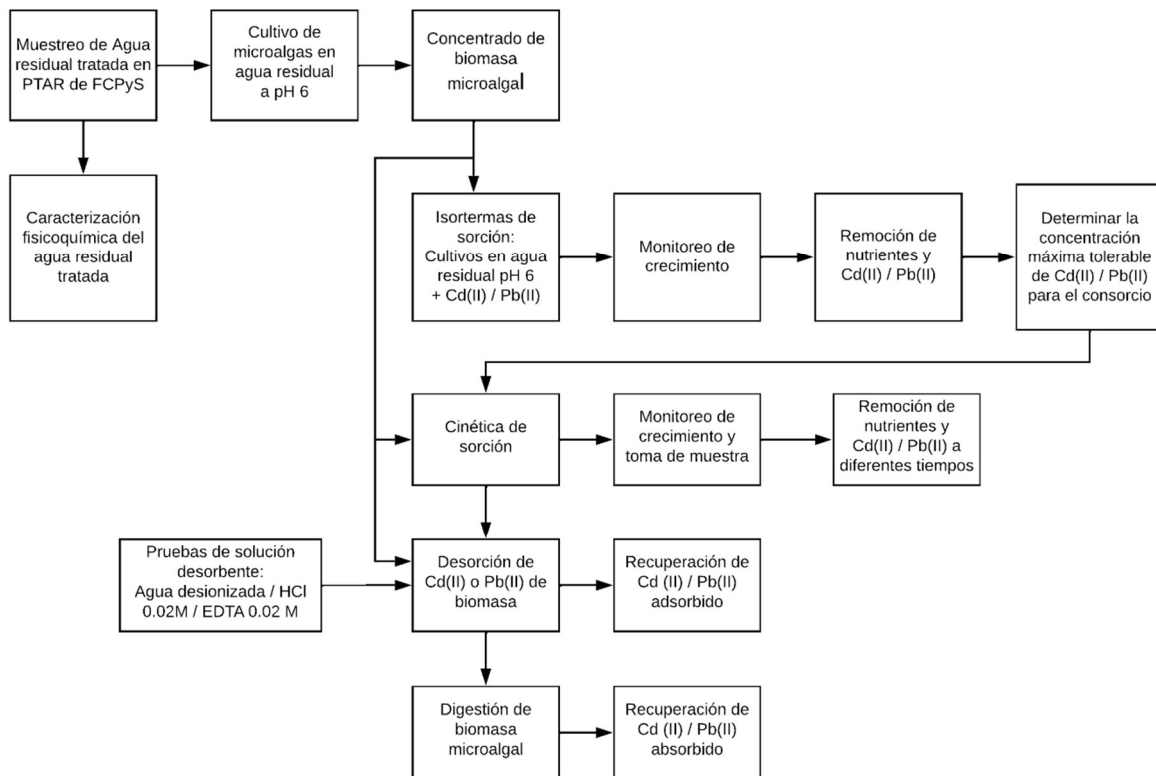 Muestreo de Agua
residual tratada en
PTAR de FCPyS
Cultivo de
microalgas en
agua residual
a pH 6
Concentrado de
biomasa
microalgal
Caracterización
fisicoquímica del
agua residual
tratada
Isortermas de
sorción:
Cultivos en agua
residual pH 6
+ Cd(II) / Pb(II)
Monitoreo de
crecimiento
Remoción de
nutrientes y
Cd(II) / Pb(II)
Determinar la
concentración
máxima tolerable
de Cd(II) / Pb(II)
para el consorcio
Cinética de
sorción
Monitoreo de
crecimiento y
toma de muestra
Remoción de
nutrientes y
Cd(II) / Pb(II) a
diferentes tiempos
Pruebas de solución
desorbente:
Agua desionizada / HCl
0.02M / EDTA 0.02 M
Desorción de
Cd(II) o Pb(II) de
biomasa
Recuperación de
Cd (II) / Pb(II)
adsorbido
Digestión de
biomasa
microalgal
Recuperación de
Cd (II) / Pb(II)
absorbido